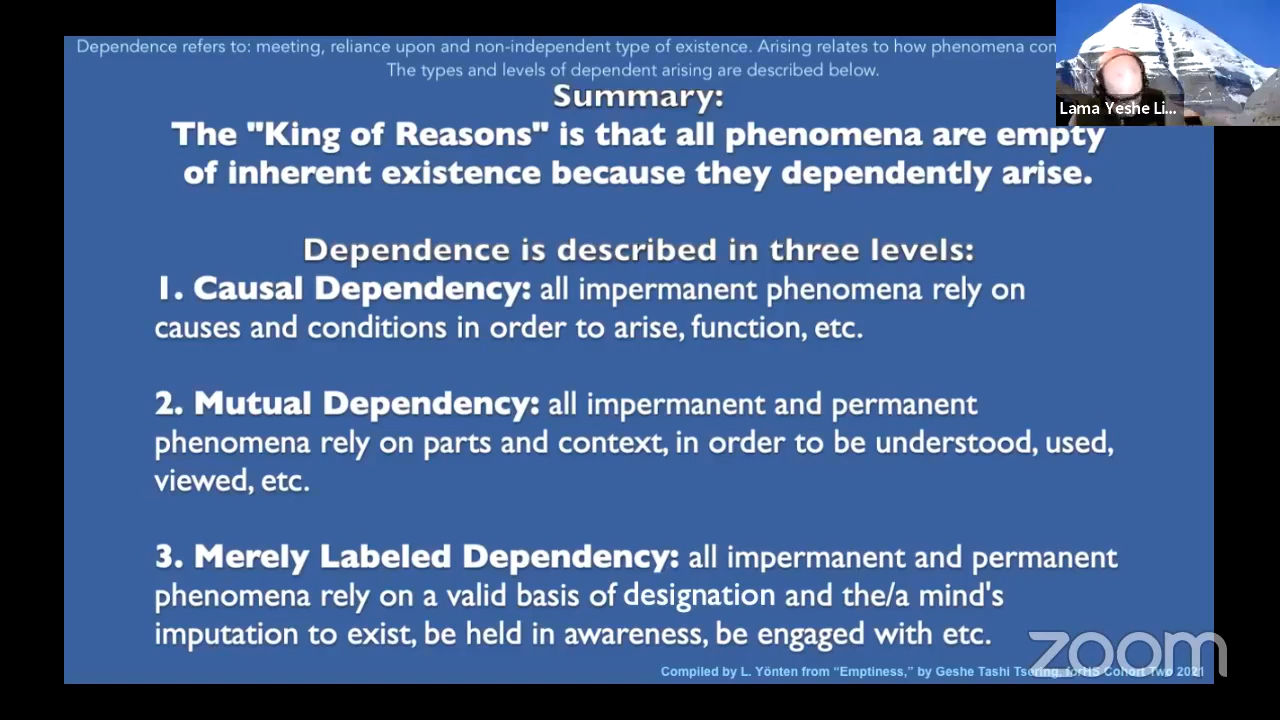 Dependence refers to: meeting, reliance upon and non-independent type of existence. Arising relates to how phenomena
The types and levels of dependent arising are described below.
Summary:
The "King of Reasons" is that all phenomena are empty
of inherent existence because they dependently arise.
Dependence is described in three levels:
1. Causal Dependency: all impermanent phenomena rely on
causes and conditions in order to arise, function, etc.
2. Mutual Dependency: all impermanent and permanent
phenomena rely on parts and context, in order to be understood, used,
viewed, etc.
3. Merely Labeled Dependency: all impermanent and permanent
phenomena rely on a valid basis of designation and the/a mind's
imputation to exist, be held in awareness, be engaged with etc.
Compiled by L. Yönten from “Emptiness,” by Geshe Tashi Tsering, forHS Cohort Two 2021
Lama Yeshe Li...
zoom